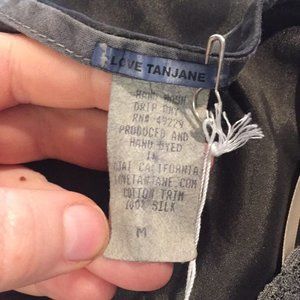 LOVE TANJANE
HAND WASH
DRIP DRY
RN# 49279
PRODUCED AND
HAND DYED
IN
OJAI CALIFORNIA
LOVETANJANE.COM
COTTON TRIM
100% SILK
M